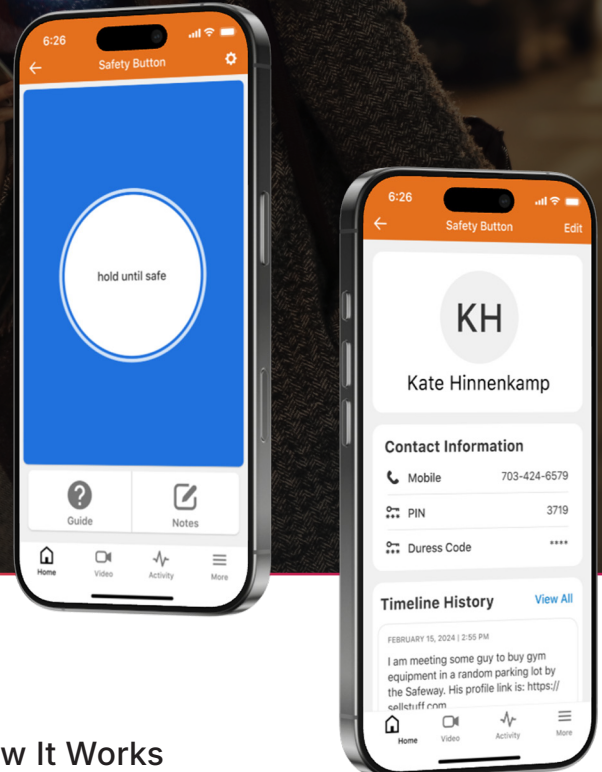 6:26
Safety Button
hold until safe
Guide
Notes
Home
Video
Activity
More
6:26
Safety Button
Edit
KH
Kate Hinnenkamp
Contact Information
Mobile 703-424-6579
PIN 3719
Duress Code ****
Timeline History View All
FEBRUARY 15, 2024 | 2:56 PM
I am meeting some guy to buy gym
equipment in a random parking lot by
the Safeway. His profile link is: https://
sellstuff.com
Home
Video
Activity
More
w It Works